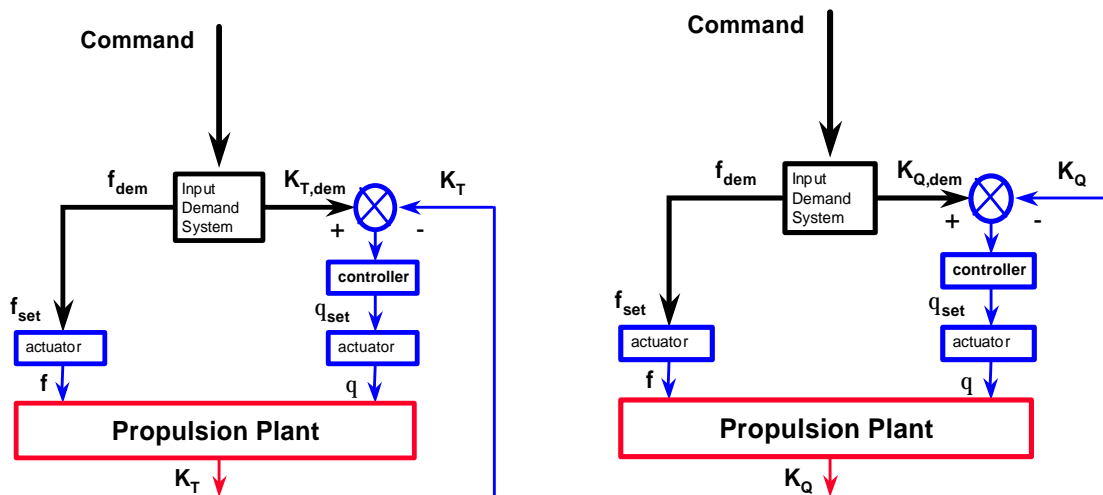 Command
f_dem
K_T,dem
K_T
Input
Demand
System
+
-
controller
f_set
q_set
actuator
actuator
f
q
Propulsion Plant
K_T
Command
f_dem
K_Q,dem
K_Q
Input
Demand
System
+
-
controller
f_set
q_set
actuator
actuator
f
q
Propulsion Plant
K_Q